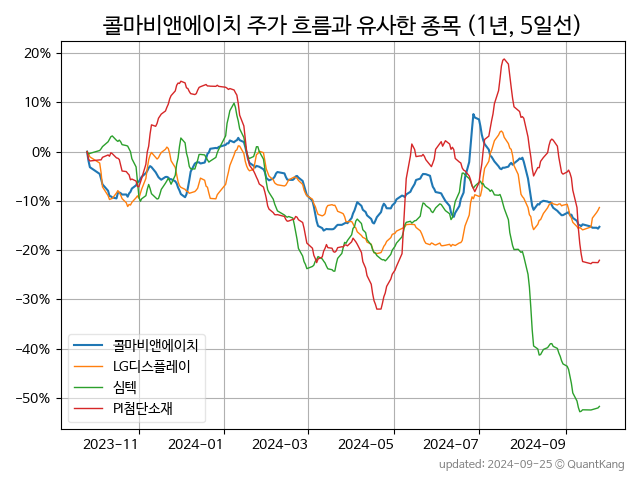 콜마비앤에이치 주가 흐름과 유사한 종목 (1년, 5일선)
20%
10%
0%
−10%
−20%
−30%
−40%
−50%
콜마비앤에이치
LG디스플레이
심텍
PI첨단소재
2023-11
2024-01
2024-03
2024-05
2024-07
2024-09
updated: 2024-09-25 © QuantKang